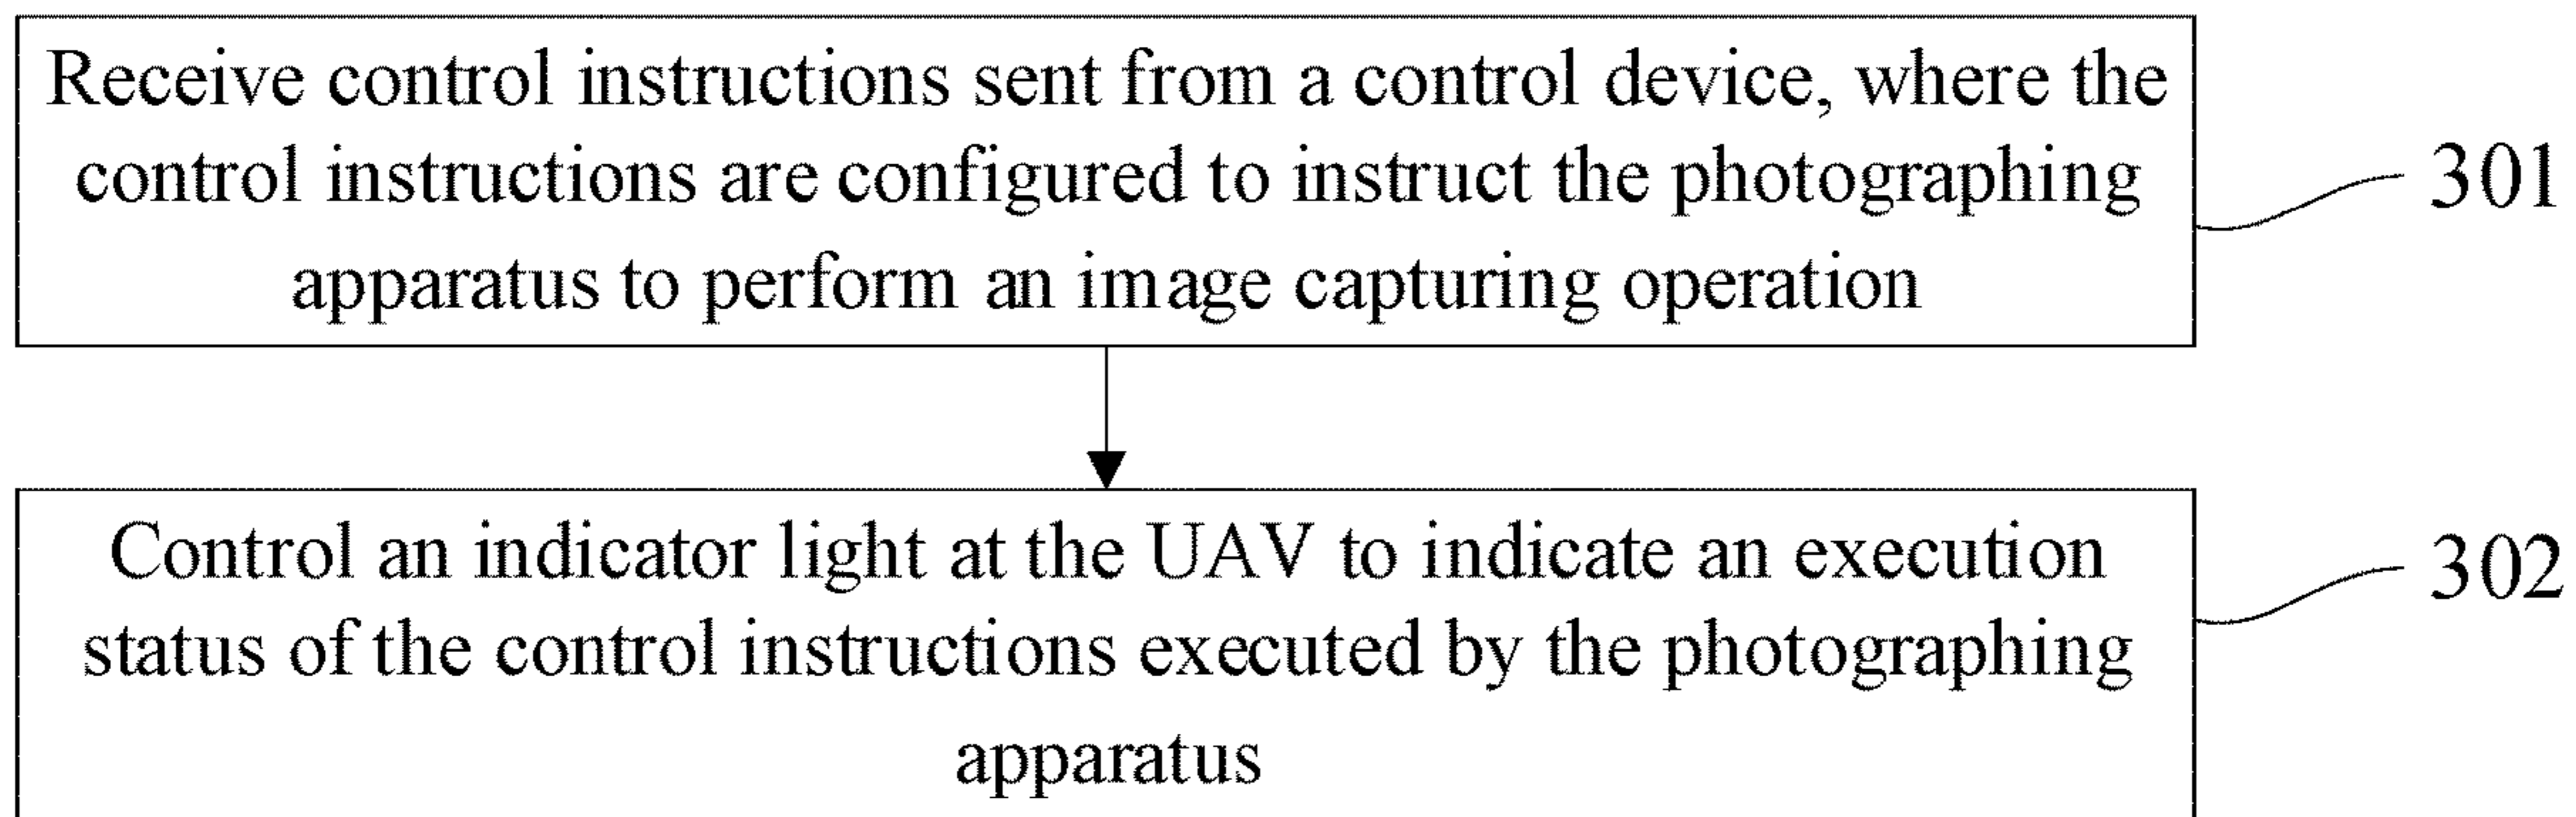 Receive control instructions sent from a control device, where the
control instructions are configured to instruct the photographing
apparatus to perform an image capturing operation
301
Control an indicator light at the UAV to indicate an execution
status of the control instructions executed by the photographing
apparatus
302